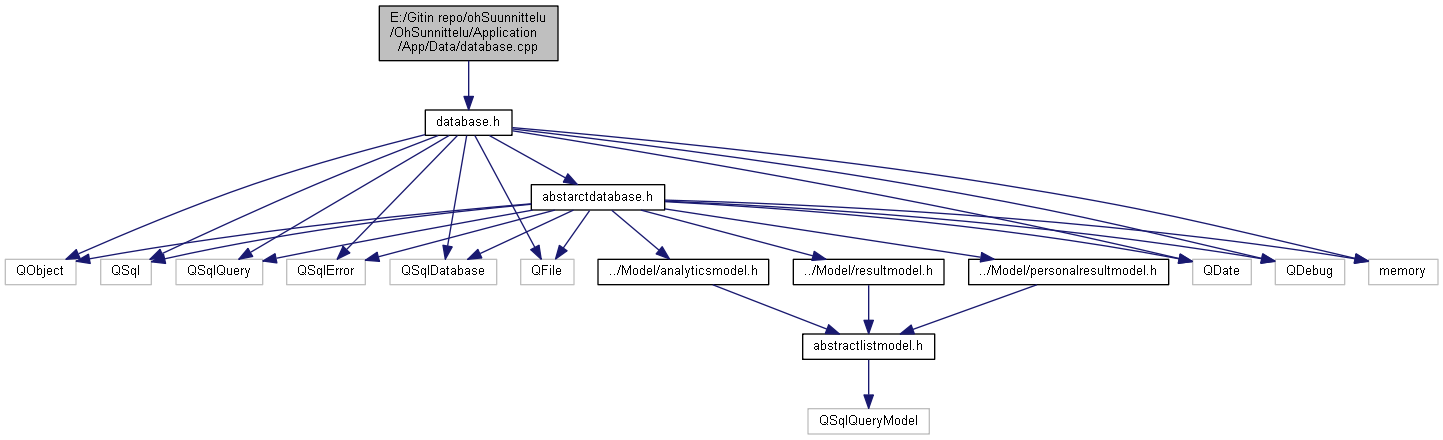 E:/Gitin repo/ohSuunnittelu
/OhSunnittelu/Application
/App/Data/database.cpp
database.h
abstarctdatabase.h
QObject
QSql
QSqlQuery
QSqlError
QSqlDatabase
QFile
../Model/analyticsmodel.h
../Model/resultmodel.h
../Model/personalresultmodel.h
QDate
QDebug
memory
abstractlistmodel.h
QSqlQueryModel